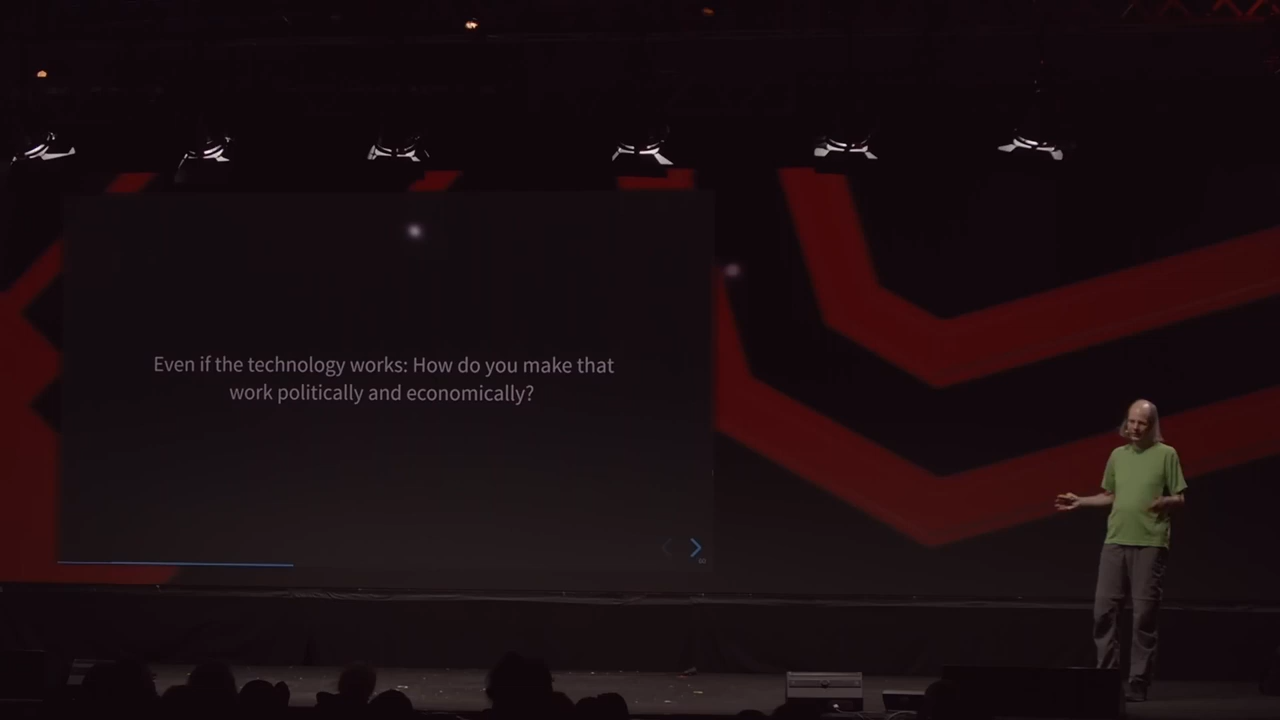 Even if the technology works: How do you make that
work politically and economically?